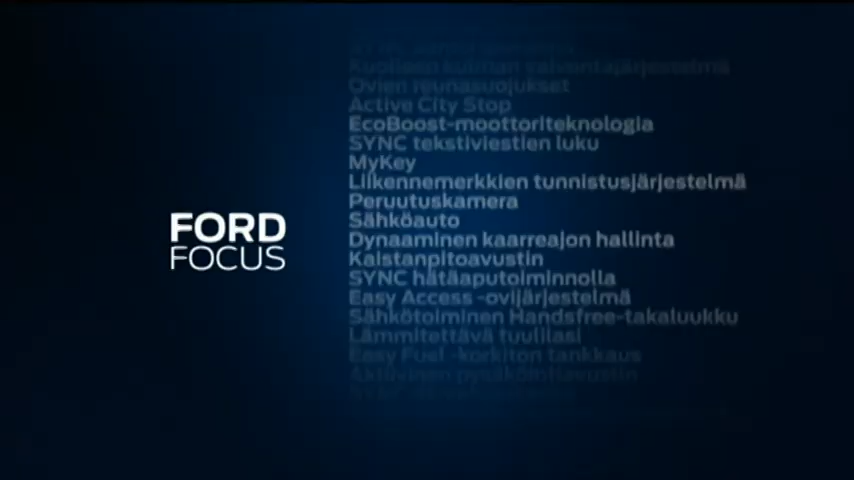 FORD
FOCUS
Kuolleen kulman valvontajärjestelmä
Ovien reunasuojukset
Active City Stop
EcoBoost-moottoriteknologia
SYNC tekstiviestien luku
MyKey
Liikennemerkkien tunnistusjärjestelmä
Peruutuskamera
Sähköauto
Dynaaminen kaarreajon hallinta
Kaistanpitoavustin
SYNC hätäaputoiminnolla
Easy Access -ovijärjestelmä
Sähkötoiminen Handsfree-takaluukku
Lämmitettävä tuulilasi
Easy Fuel -korkiton tankkaus
Aktiivinen pysäköintiavustin